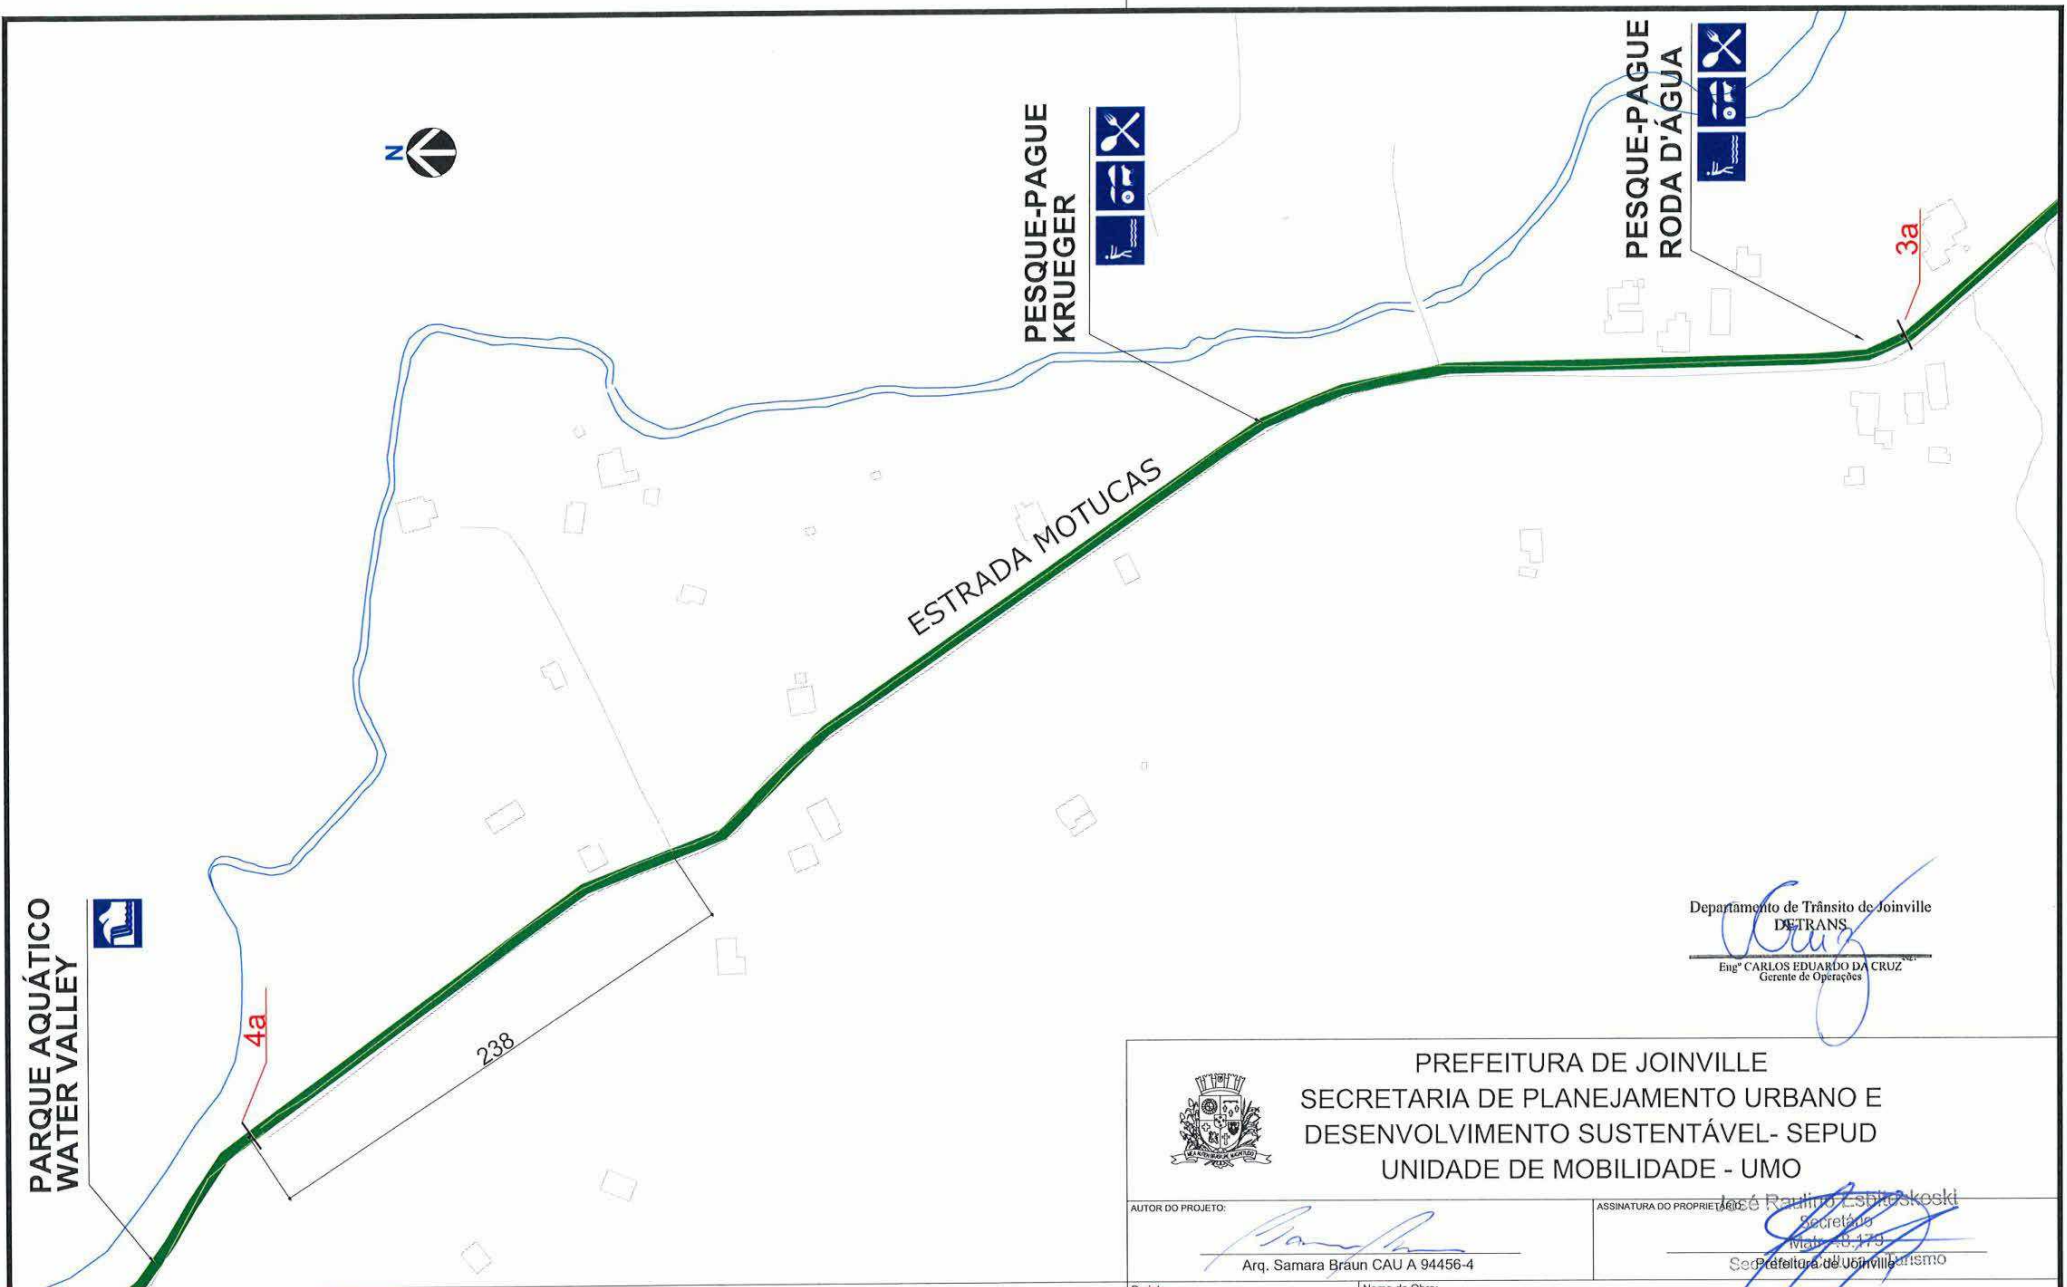 N
PESQUE-PAGUE
KRUEGER
PESQUE-PAGUE
RODA D'ÁGUA
3a
ESTRADA MOTUCAS
PARQUE AQUÁTICO
WATER VALLEY
4a
238
Departamento de Trânsito de Joinville
DETRANS
Engº CARLOS EDUARDO DA CRUZ
Gerente de Operações
PREFEITURA DE JOINVILLE
SECRETARIA DE PLANEJAMENTO URBANO E
DESENVOLVIMENTO SUSTENTÁVEL- SEPUD
UNIDADE DE MOBILIDADE - UMO
AUTOR DO PROJETO:
Arq. Samara Braun CAU A 94456-4
ASSINATURA DO PROPRIETÁRIO:
José Raulino
Secretário
Prefeitura de Joinville
Turismo